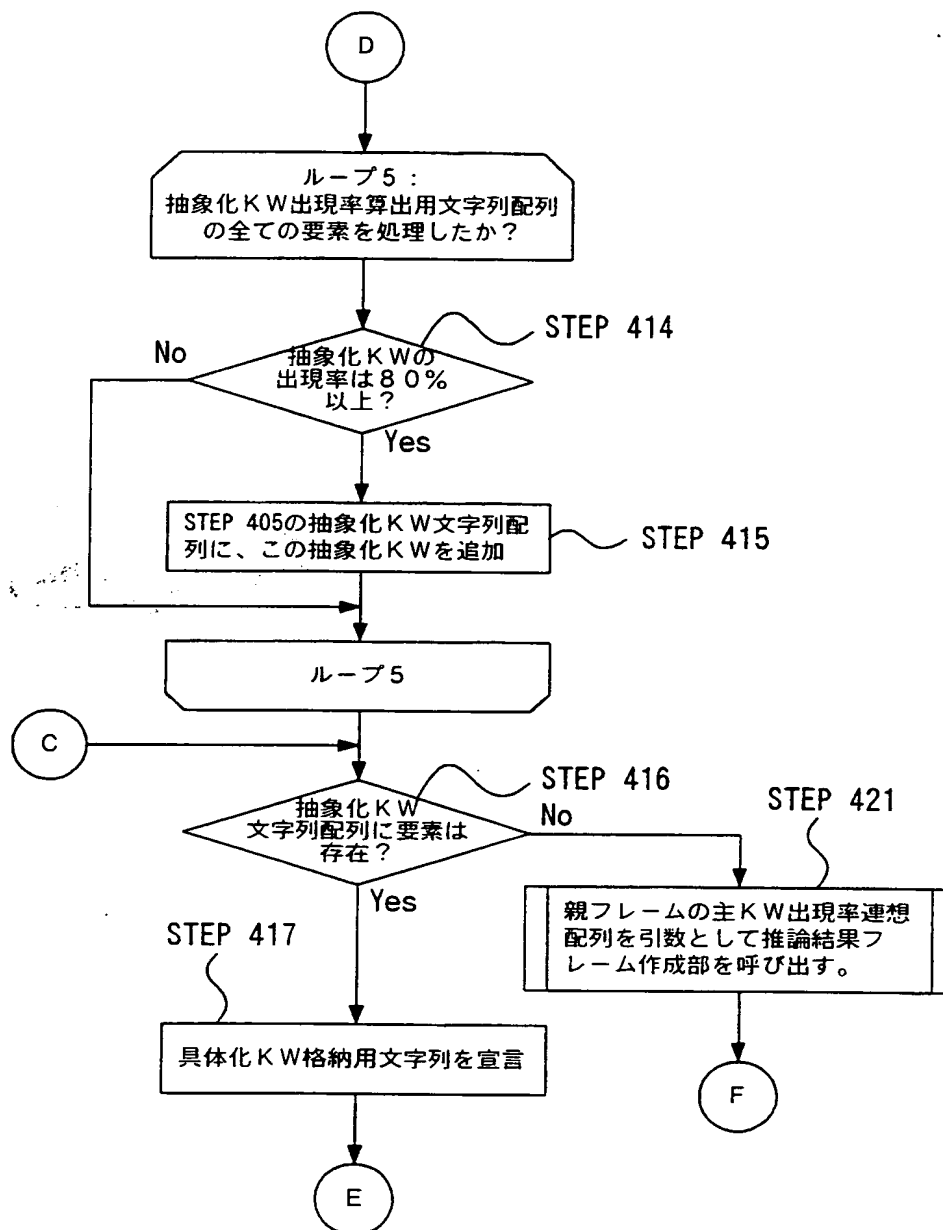 D
ループ5：
抽象化ＫＷ出現率算出用文字列配列
の全ての要素を処理したか？
STEP 414
No
抽象化ＫＷの
出現率は８０％
以上？
Yes
STEP 405の抽象化ＫＷ文字列配
列に、この抽象化ＫＷを追加
STEP 415
ループ5
C
STEP 416
抽象化ＫＷ
文字列配列に要素は
存在？
No
STEP 421
Yes
親フレームの主ＫＷ出現率連想
配列を引数として推論結果フ
レーム作成部を呼び出す。
STEP 417
具体化ＫＷ格納用文字列を宣言
F
E